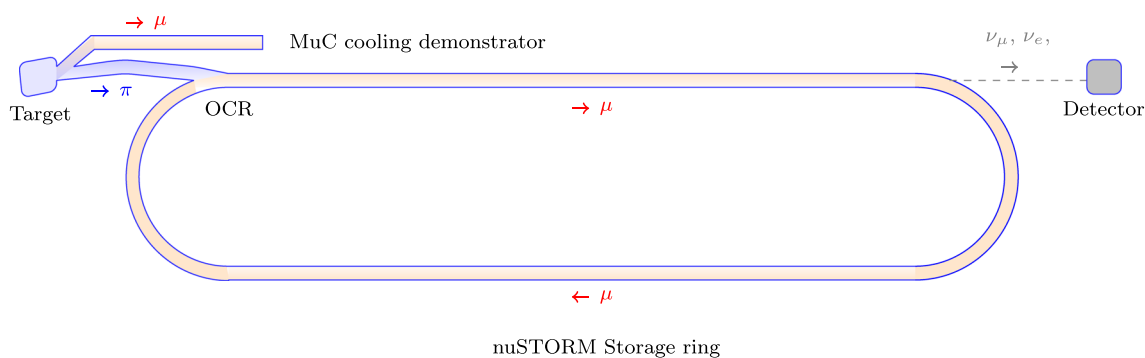 → μ
MuC cooling demonstrator
ν_μ, ν_e,
→ π
Target
OCR
→ μ
Detector
← μ
nuSTORM Storage ring